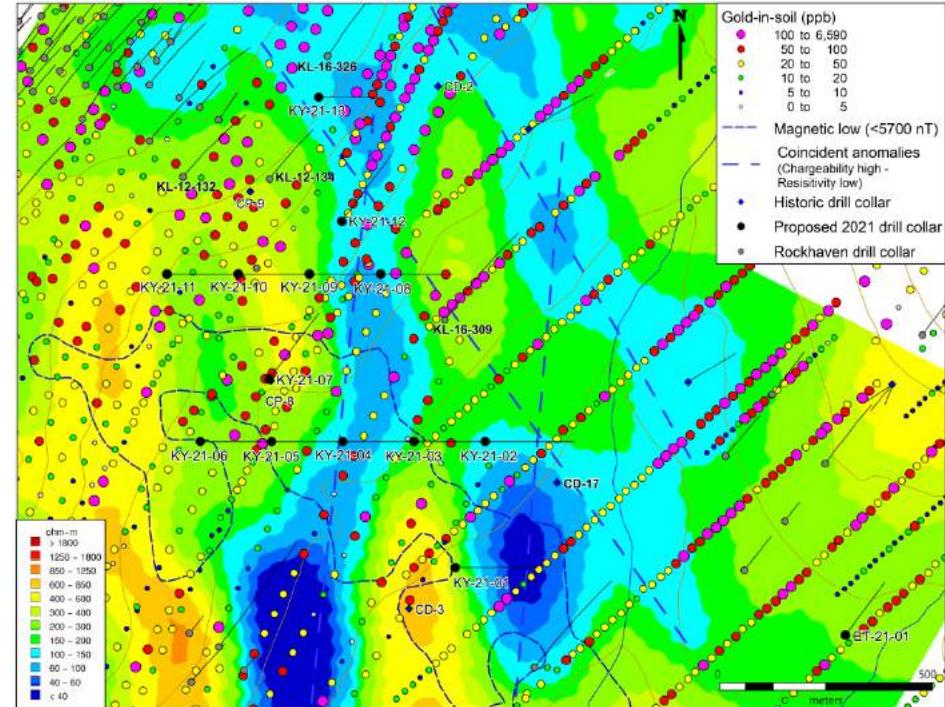 KL-16-326
CD-2
KY-21-13
N
KL-12-132
KL-12-134
CP-9
KY-21-12
KY-21-11
KY-21-10
KY-21-09
KY-21-08
KL-16-309
KY-21-07
CP-8
KY-21-06
KY-21-05
KY-21-04
KY-21-03
KY-21-02
CD-17
KY-21-01
CD-3
ET-21-01
Gold-in-soil (ppb)
100 to 6,590
50 to 100
20 to 50
10 to 20
5 to 10
0 to 5
Magnetic low (<5700 nT)
Coincident anomalies
(Chargeability high -
Resisitivity low)
Historic drill collar
Proposed 2021 drill collar
Rockhaven drill collar
ohm-m
> 1800
1250 - 1800
850 - 1250
600 - 850
400 - 600
300 - 400
200 - 300
150 - 200
100 - 150
60 - 100
40 - 60
< 40
0
500
meters